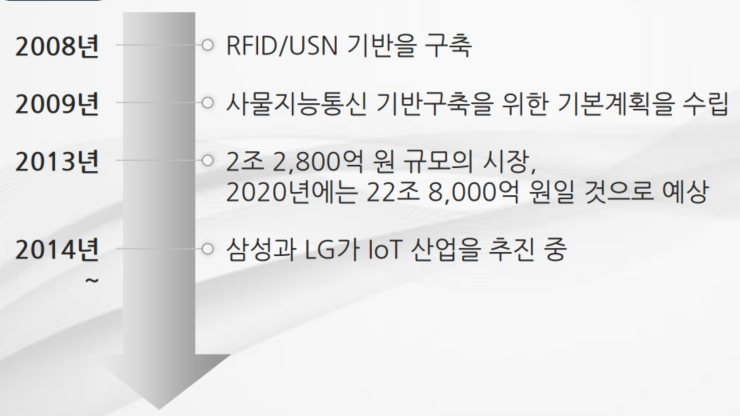 2008년 RFID/USN 기반을 구축
2009년 사물지능통신 기반구축을 위한 기본계획을 수립
2013년 2조 2,800억 원 규모의 시장,
2020년에는 22조 8,000억 원일 것으로 예상
2014년 삼성과 LG가 IoT 산업을 추진 중
~